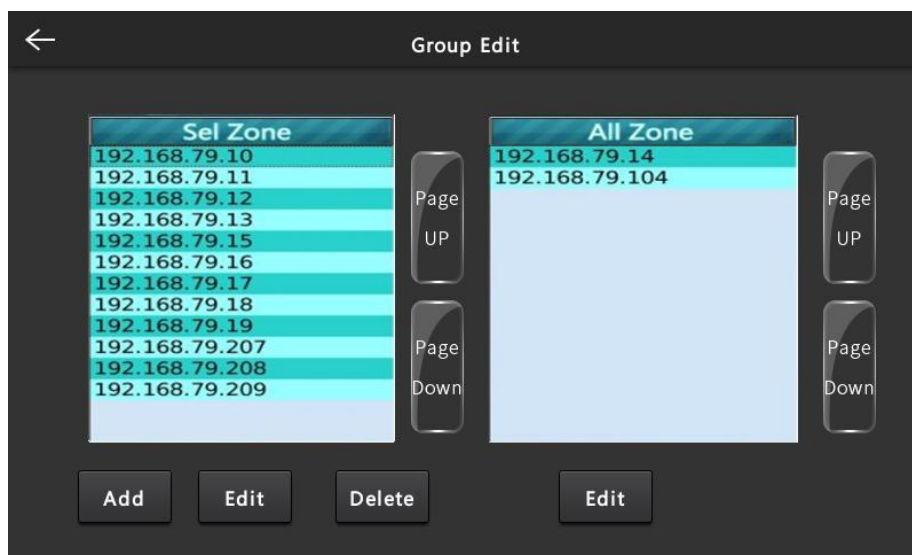 Group Edit
Sel Zone
192.168.79.10
192.168.79.11
192.168.79.12
192.168.79.13
192.168.79.15
192.168.79.16
192.168.79.17
192.168.79.18
192.168.79.19
192.168.79.207
192.168.79.208
192.168.79.209
Page
UP
Page
Down
All Zone
192.168.79.14
192.168.79.104
Page
UP
Page
Down
Add
Edit
Delete
Edit